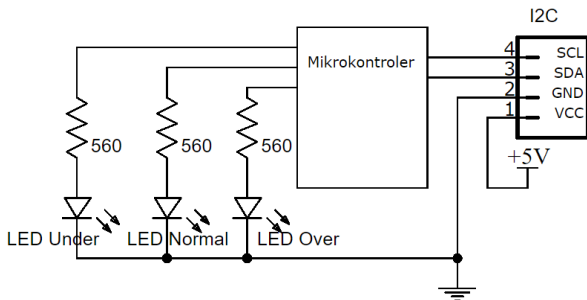 I2C
Mikrokontroler
4 SCL
3 SDA
2 GND
1 VCC
560
560
560
+5V
LED Under
LED Normal
LED Over